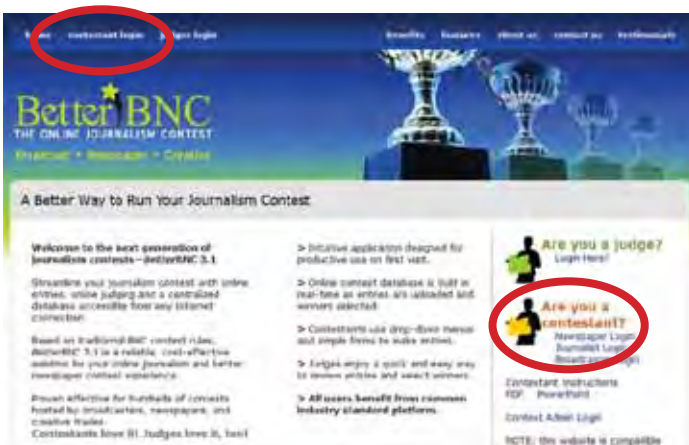 home contestant login judges login benefits features about us contact us testimonials
BetterBNC
THE ONLINE JOURNALISM CONTEST
Broadcast • Newspaper • Creative
A Better Way to Run Your Journalism Contest
Welcome to the next generation of
journalism contests—BetterBNC 3.1
Streamline your journalism contest with online
entries, online judging and a centralized
database accessible from any internet
connection
Based on traditional BNC contest rules,
BetterBNC 3.1 is a reliable, cost-effective
solution for your online journalism and better
newspaper contest experience.
Proven effective for hundreds of contests
hosted by broadcasters, newspapers, and
creative trades.
Contestants love it! Judges love it, too!
> Intuitive application designed for
productive use on first visit.
> Online contest database is built in
real-time as entries are uploaded and
winners selected.
> Contestants use drop-down menus
and simple forms to make entries.
> Judges enjoy a quick and easy way
to review entries and select winners.
> All users benefit from common
industry standard platform.
Are you a judge?
Login Here!
Are you a
contestant?
Newspaper Login
Journalist Login
Broadcaster Login
Contestant Instructions
PDF PowerPoint
Contest Admin Login
NOTE: this website is compatible